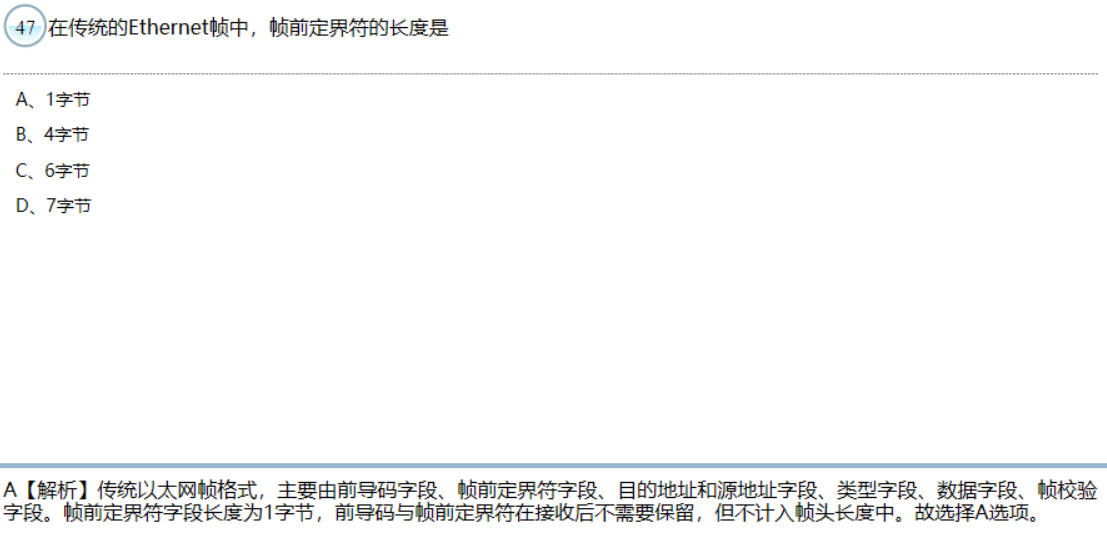 47 在传统的Ethernet帧中，帧前定界符的长度是
A、1字节
B、4字节
C、6字节
D、7字节
A【解析】传统以太网帧格式，主要由前导码字段、帧前定界符字段、目的地址和源地址字段、类型字段、数据字段、帧校验
字段。帧前定界符字段长度为1字节，前导码与帧前定界符在接收后不需要保留，但不计入帧头长度中。故选择A选项。